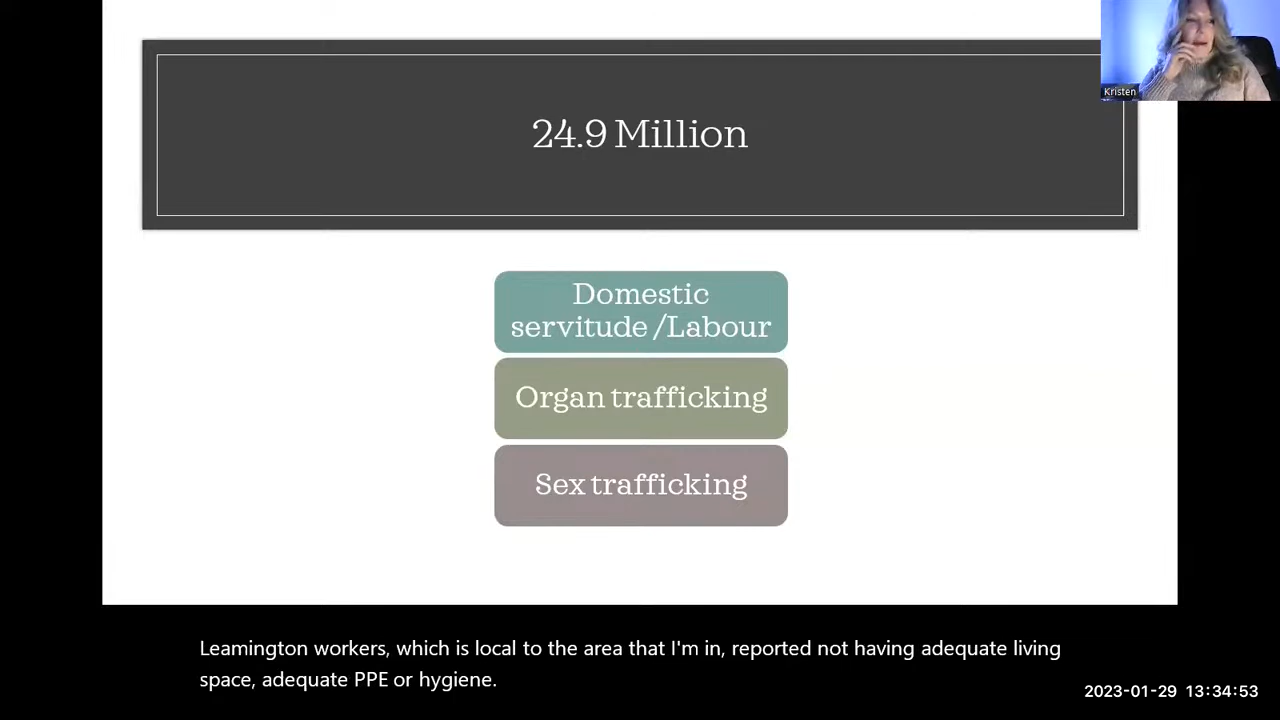 24.9 Million
Kristen
Domestic
servitude /Labour
Organ trafficking
Sex trafficking
Leamington workers, which is local to the area that I'm in, reported not having adequate living
space, adequate PPE or hygiene.
2023-01-29 13:34:53